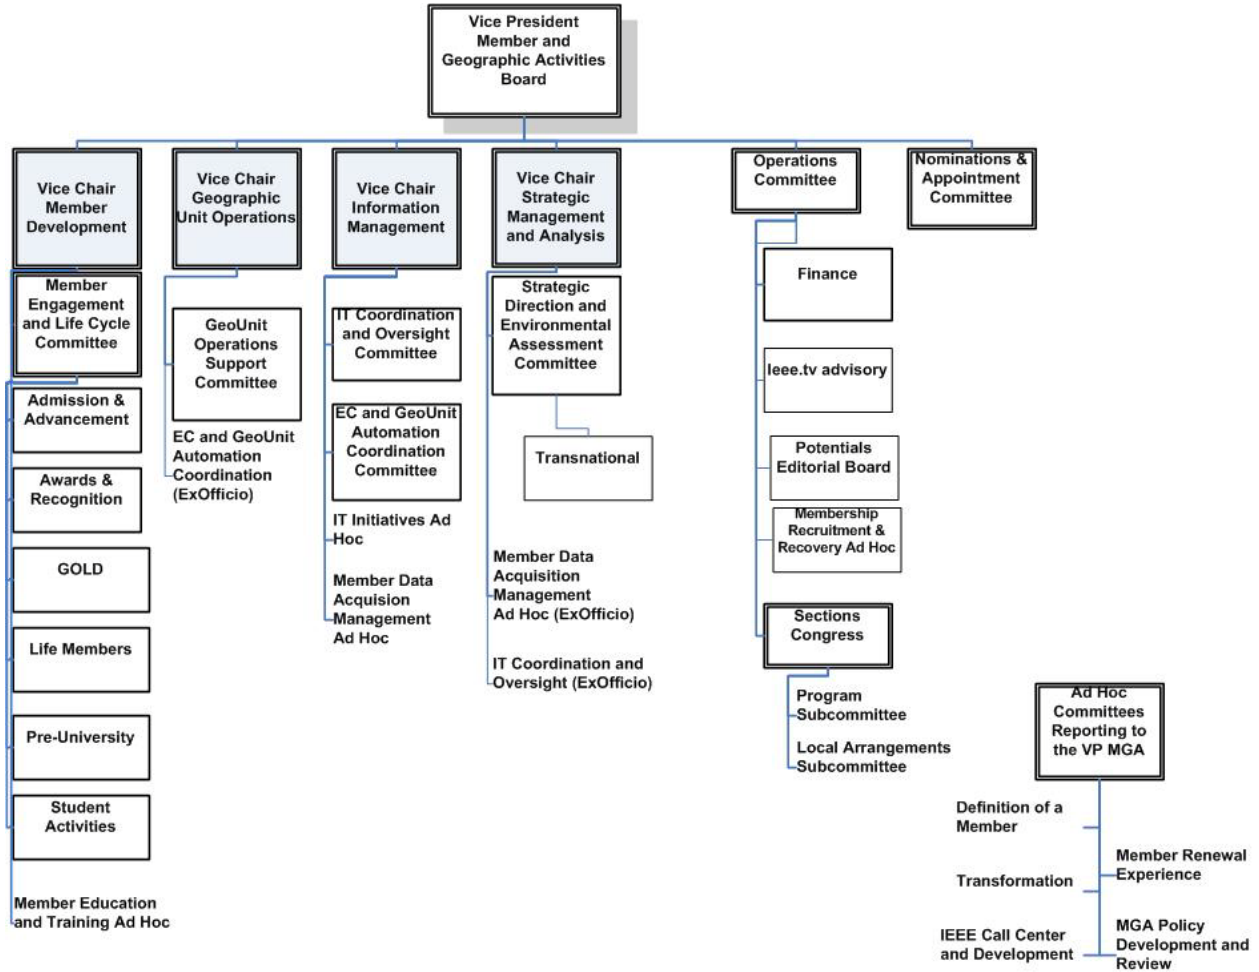 Vice President
Member and
Geographic Activities
Board
Vice Chair
Member
Development
Vice Chair
Geographic
Unit Operations
Vice Chair
Information
Management
Vice Chair
Strategic
Management
and Analysis
Operations
Committee
Nominations &
Appointment
Committee
Member
Engagement
and Life Cycle
Committee
Admission &
Advancement
Awards &
Recognition
GOLD
Life Members
Pre-University
Student
Activities
Member Education
and Training Ad Hoc
GeoUnit
Operations
Support
Committee
EC and GeoUnit
Automation
Coordination
(ExOfficio)
IT Coordination
and Oversight
Committee
EC and GeoUnit
Automation
Coordination
Committee
IT Initiatives Ad
Hoc
Member Data
Acquision
Management
Ad Hoc
Strategic
Direction and
Environmental
Assessment
Committee
Transnational
Member Data
Acquisition
Management
Ad Hoc (ExOfficio)
IT Coordination and
Oversight (ExOfficio)
Finance
Ieee.tv advisory
Potentials
Editorial Board
Membership
Recruitment &
Recovery Ad Hoc
Sections
Congress
Program
Subcommittee
Local Arrangements
Subcommittee
Ad Hoc
Committees
Reporting to
the VP MGA
Definition of a
Member
Member Renewal
Experience
Transformation
IEEE Call Center
and Development
MGA Policy
Development and
Review